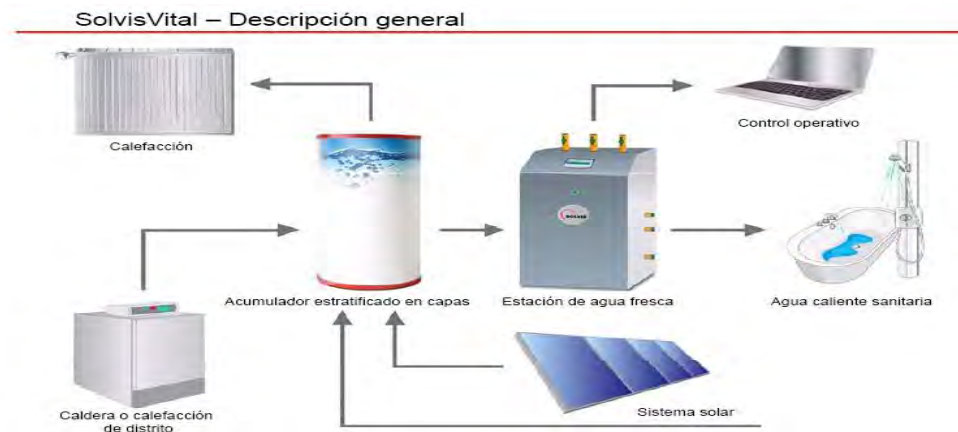 SolvisVital – Descripción general
Calefacción
Control operativo
Acumulador estratificado en capas
Estación de agua fresca
Agua caliente sanitaria
Caldera o calefacción
de distrito
Sistema solar